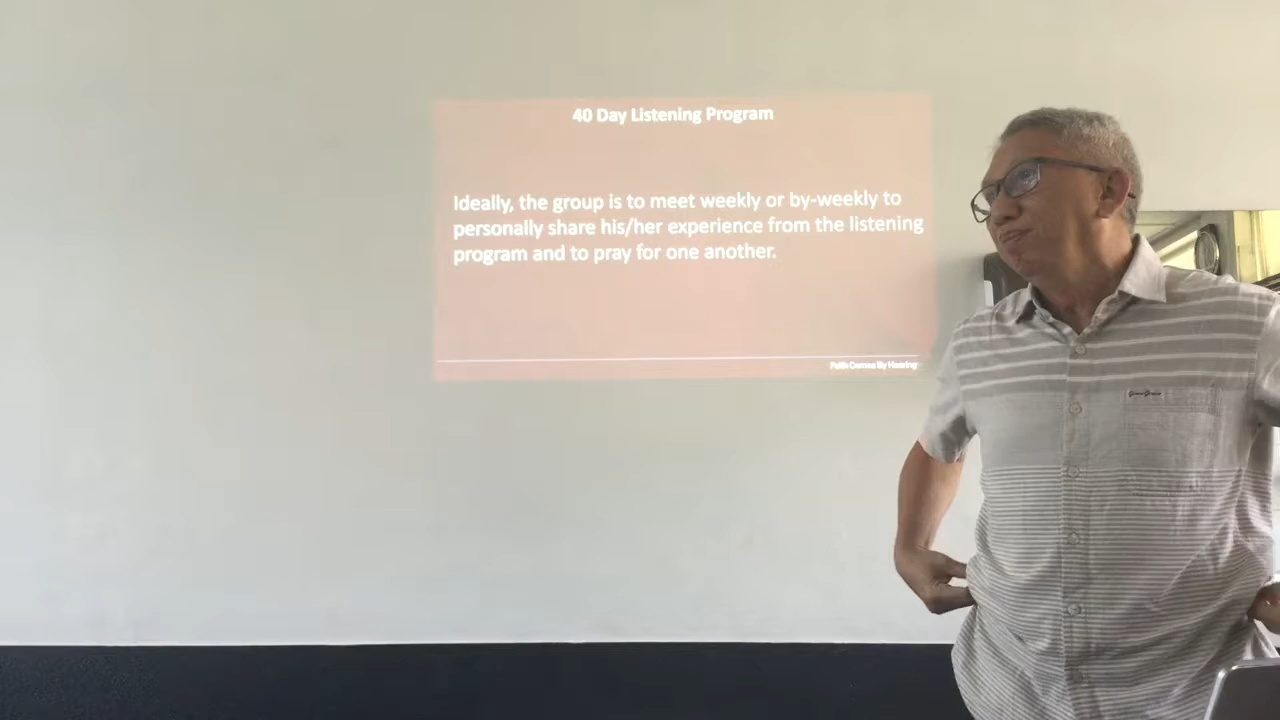 40 Day Listening Program
Ideally, the group is to meet weekly or by-weekly to
personally share his/her experience from the listening
program and to pray for one another.
Faith Comes By Hearing